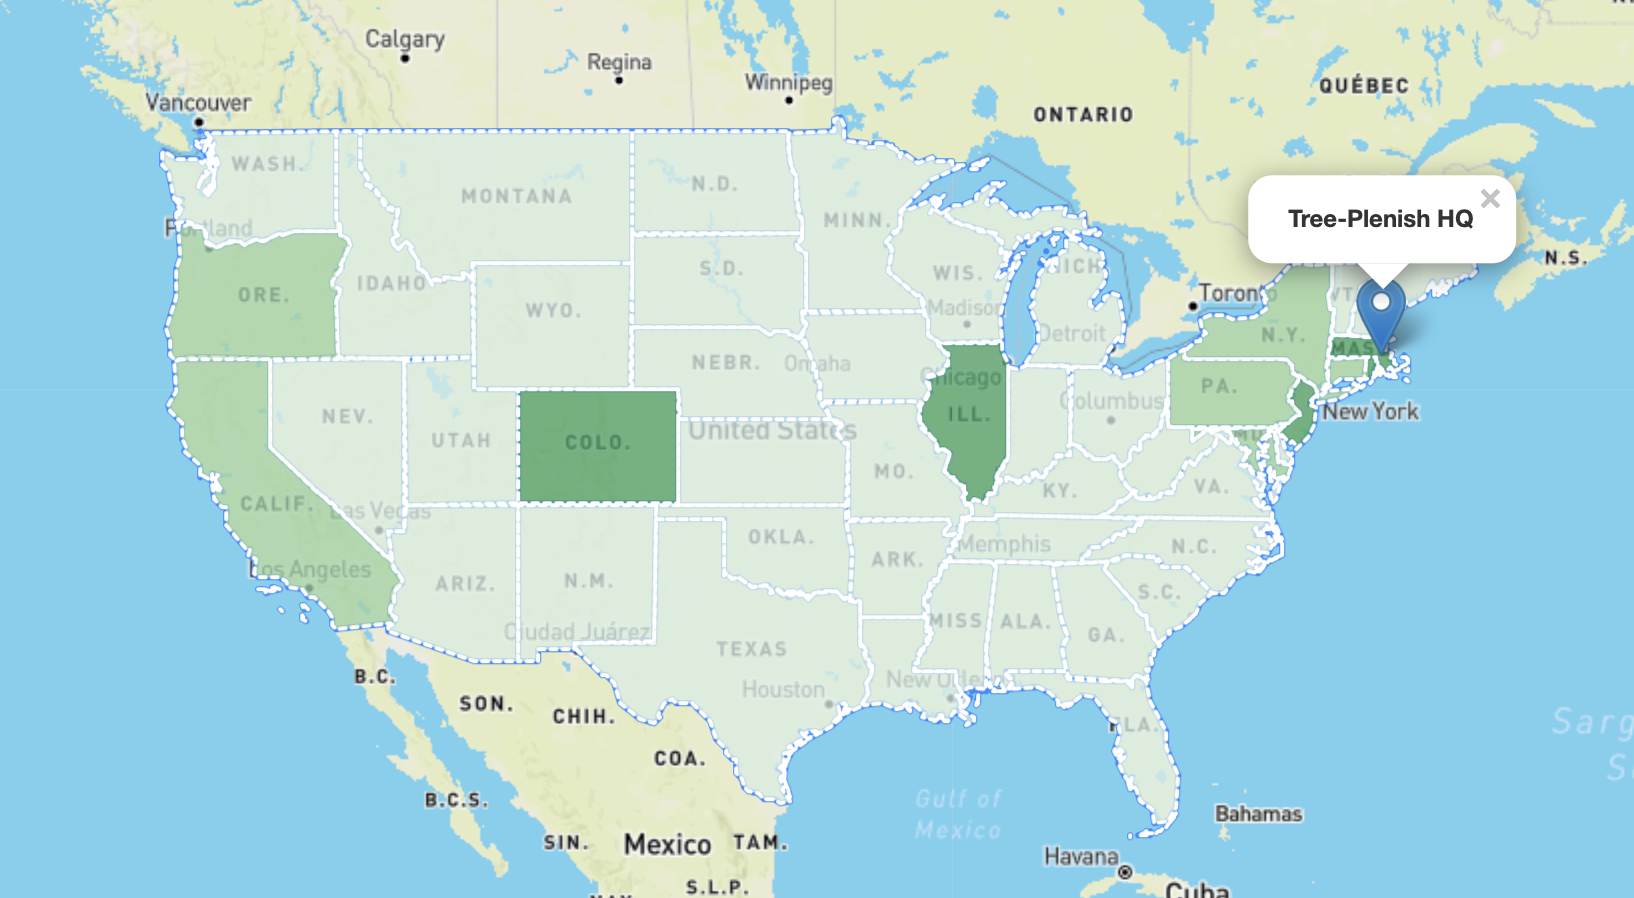 Calgary
Regina
Winnipeg
Vancouver
QUÉBEC
ONTARIO
WASH.
MONTANA
N.D.
MINN.
Tree-Plenish HQ
×
Portland
N.S.
ORE.
IDAHO
S.D.
WIS.
MICH.
WYO.
Madison
Toronto
VT.
Detroit
N.Y.
MASS.
NEBR.
Omaha
Chicago
PA.
Columbus
New York
NEV.
UTAH
COLO.
United States
ILL.
MD.
MO.
KY.
VA.
CALIF.
Las Vegas
OKLA.
Memphis
N.C.
Los Angeles
ARIZ.
N.M.
ARK.
S.C.
Ciudad Juárez
MISS
ALA.
GA.
TEXAS
B.C.
Houston
New Orleans
SON.
CHIH.
FLA.
Sarg
COA.
S
B.C.S.
Gulf of
Mexico
Bahamas
SIN.
Mexico
TAM.
Havana
S.L.P.
Cuba